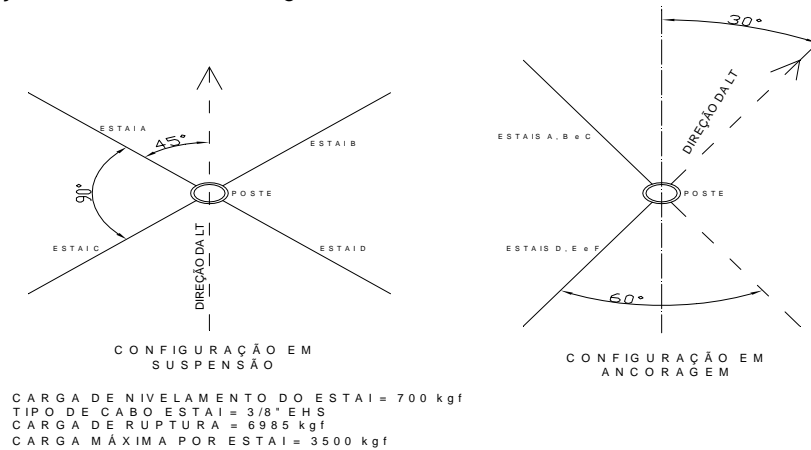 30°
ESTAI A
45°
ESTAI B
90°
POSTE
ESTAI C
ESTAI D
DIREÇÃO DA LT
CONFIGURAÇÃO EM
SUSPENSÃO
ESTAIS A, B e C
DIREÇÃO DA LT
POSTE
ESTAIS D, E e F
60°
CONFIGURAÇÃO EM
ANCORAGEM
CARGA DE NIVELAMENTO DO ESTAI = 700 kgf
TIPO DE CABO ESTAI = 3/8" EHS
CARGA DE RUPTURA = 6985 kgf
CARGA MÁXIMA POR ESTAI = 3500 kgf